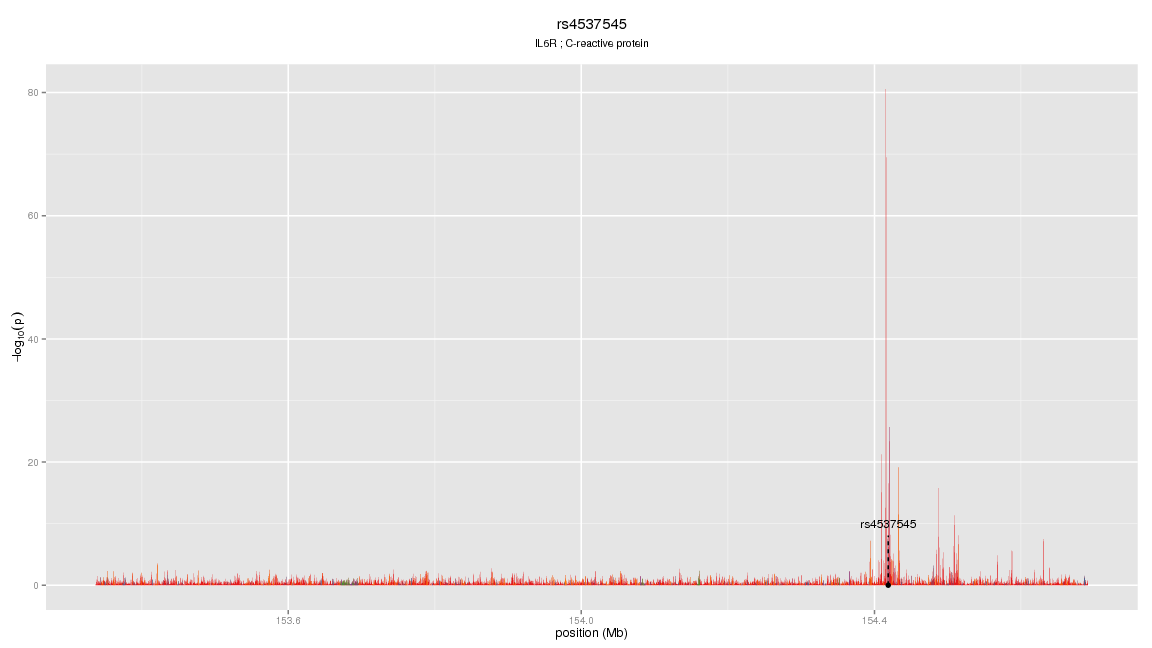 rs4537545
IL6R ; C-reactive protein
80
60
40
20
0
−log10(p)
rs4537545
153.6
154.0
154.4
position (Mb)